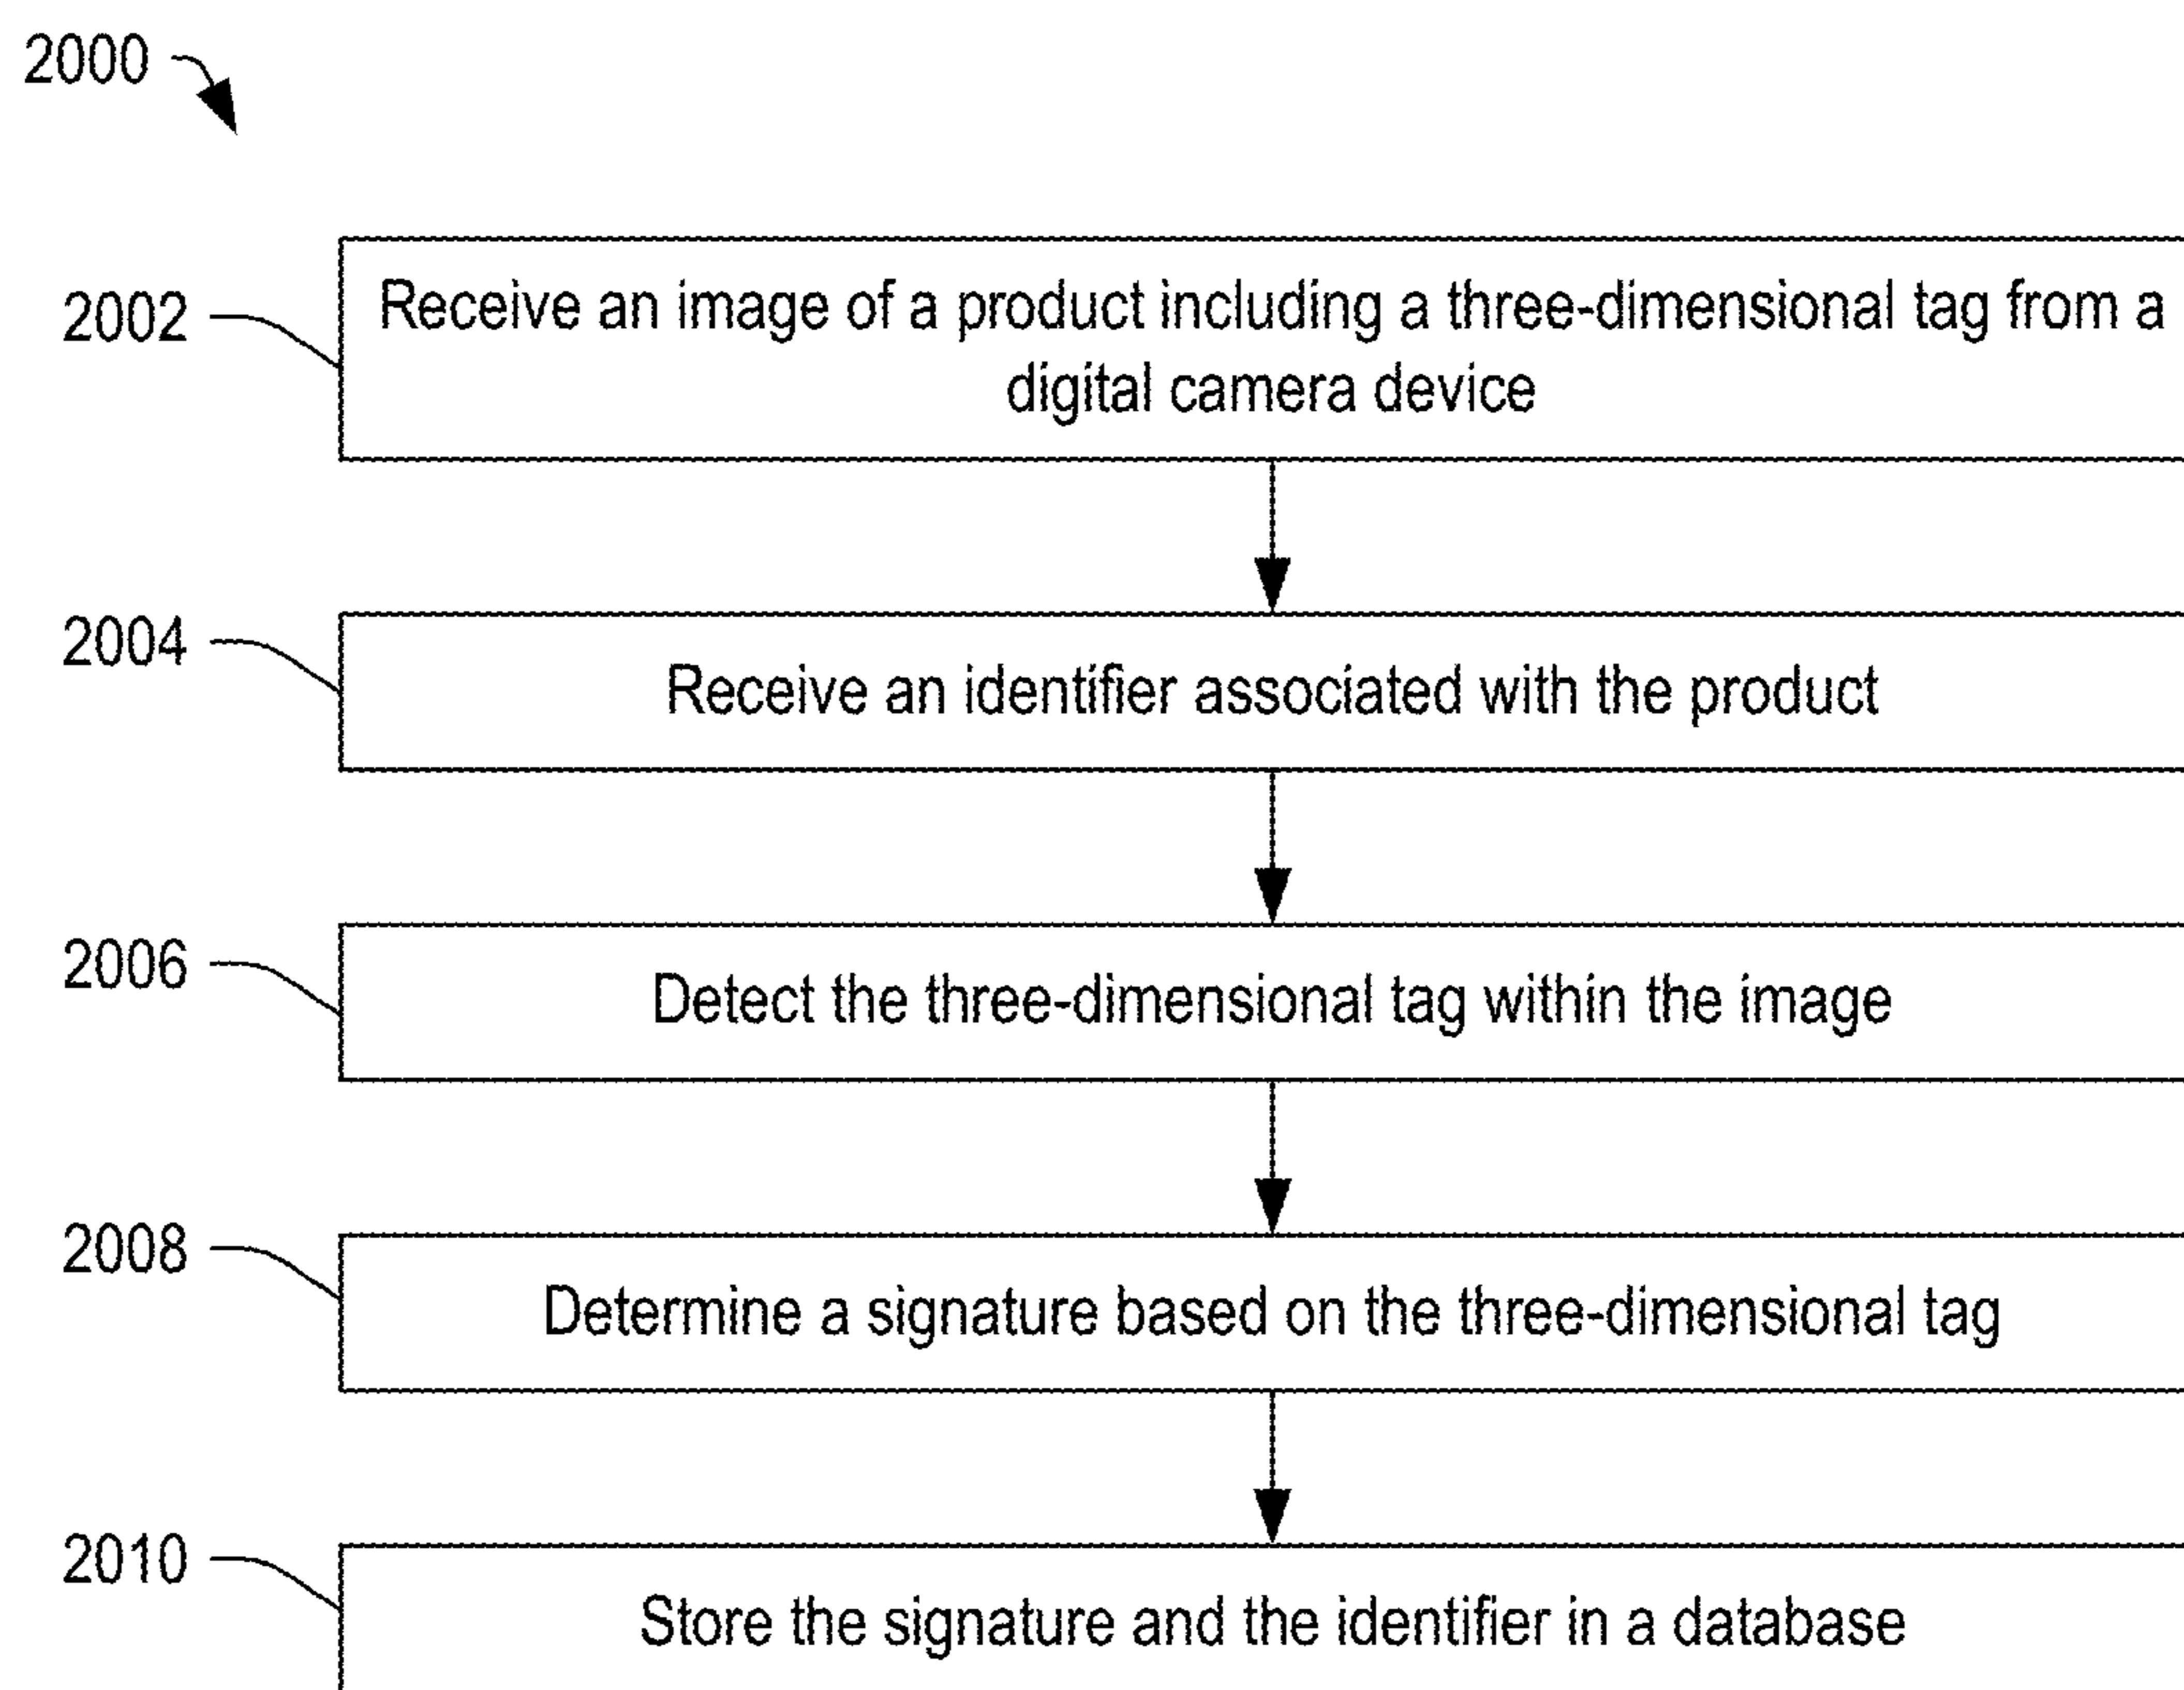 2000
2002
Receive an image of a product including a three-dimensional tag from a
digital camera device
2004
Receive an identifier associated with the product
2006
Detect the three-dimensional tag within the image
2008
Determine a signature based on the three-dimensional tag
2010
Store the signature and the identifier in a database